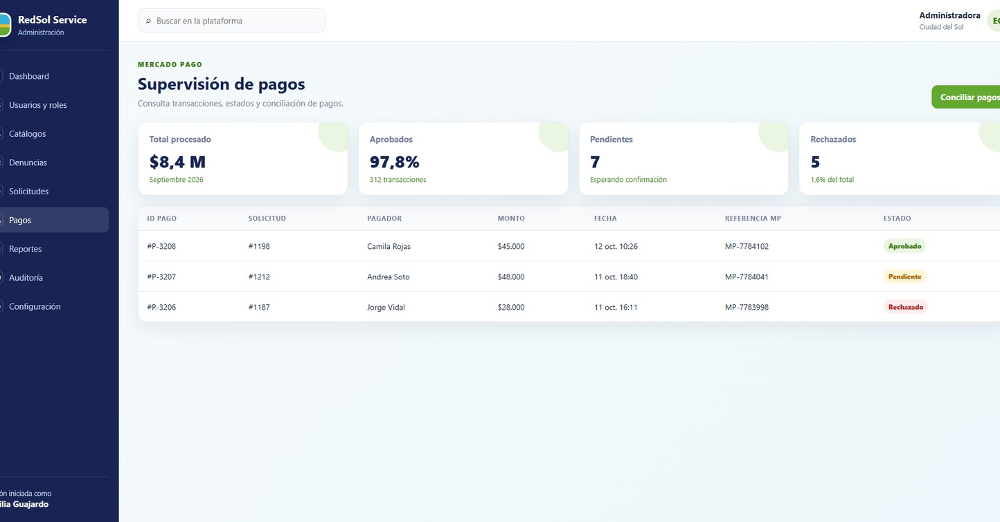 RedSol Service
Administración
Buscar en la plataforma
Administradora
Ciudad del Sol
Dashboard
Usuarios y roles
Catálogos
Denuncias
Solicitudes
Pagos
Reportes
Auditoría
Configuración
ón iniciada como
ilia Guajardo
MERCADO PAGO
Supervisión de pagos
Consulta transacciones, estados y conciliación de pagos.
Conciliar pagos
Total procesado
$8,4 M
Septiembre 2026
Aprobados
97,8%
312 transacciones
Pendientes
7
Esperando confirmación
Rechazados
5
1,6% del total
ID PAGO SOLICITUD PAGADOR MONTO FECHA REFERENCIA MP ESTADO
#P-3208 #1198 Camila Rojas $45.000 12 oct. 10:26 MP-7784102 Aprobado
#P-3207 #1212 Andrea Soto $48.000 11 oct. 18:40 MP-7784041 Pendiente
#P-3206 #1187 Jorge Vidal $28.000 11 oct. 16:11 MP-7783998 Rechazado